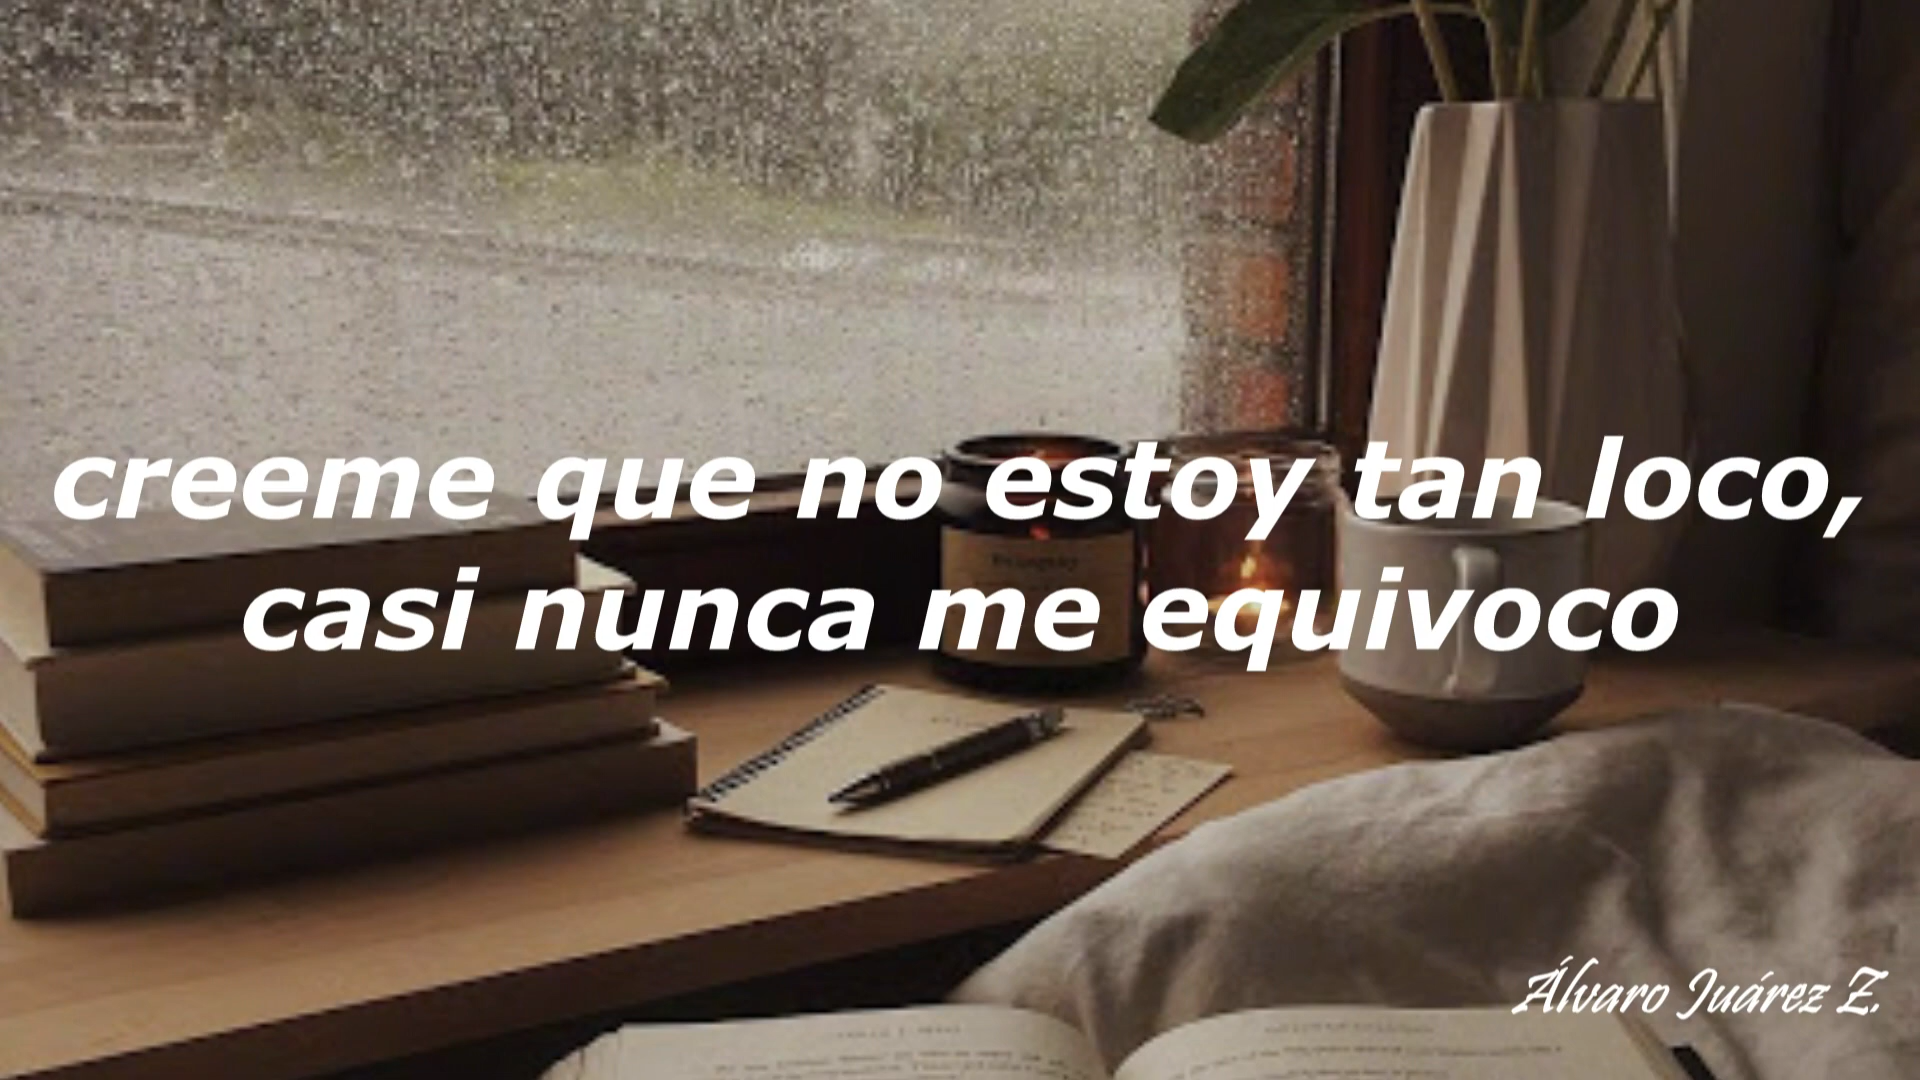 creeme que no estoy tan loco,
casi nunca me equivoco
Álvaro Juárez Z.